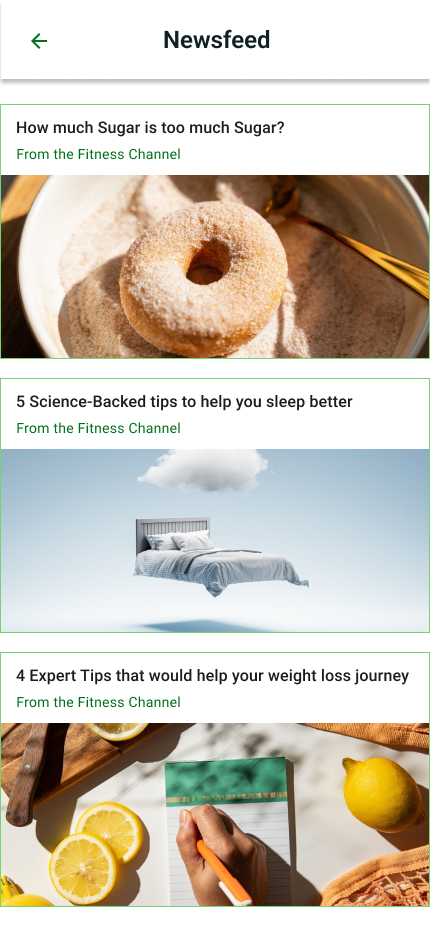 Newsfeed
How much Sugar is too much Sugar?
From the Fitness Channel
5 Science-Backed tips to help you sleep better
From the Fitness Channel
4 Expert Tips that would help your weight loss journey
From the Fitness Channel